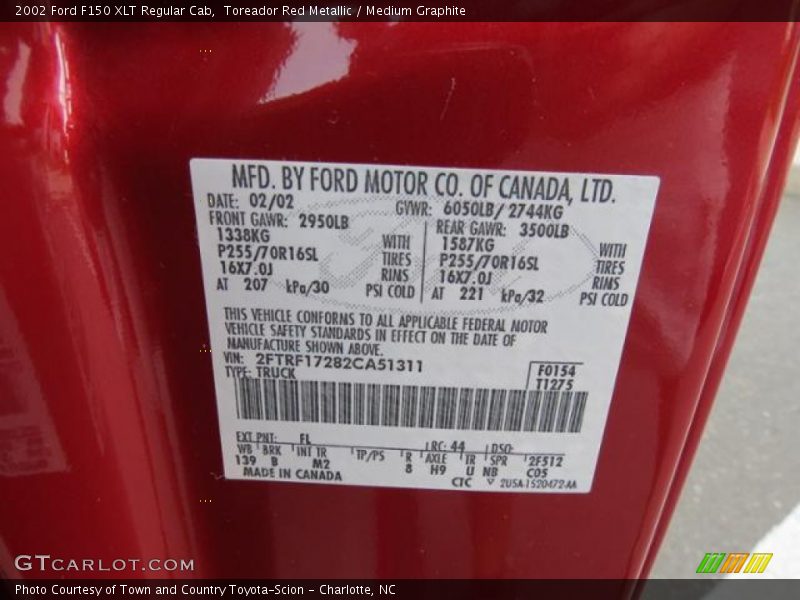 2002 Ford F150 XLT Regular Cab,  Toreador Red Metallic / Medium Graphite
MFD. BY FORD MOTOR CO. OF CANADA, LTD.
DATE: 02/02 GVWR: 6050LB/ 2744KG
FRONT GAWR: 2950LB REAR GAWR: 3500LB
1338KG WITH 1587KG WITH
P255/70R16SL TIRES P255/70R16SL TIRES
16X7.0J RIMS 16X7.0J RIMS
AT 207 kPa/30 PSI COLD AT 221 kPa/32 PSI COLD
THIS VEHICLE CONFORMS TO ALL APPLICABLE FEDERAL MOTOR
VEHICLE SAFETY STANDARDS IN EFFECT ON THE DATE OF
MANUFACTURE SHOWN ABOVE.
VIN: 2FTRF17282CA51311
TYPE: TRUCK F0154
T1275
EXT PNT: FL RC: 44 DSO:
WB BRK INT TR TP/PS R AXLE TR SPR 2F512
139 B M2 8 H9 U NB C05
MADE IN CANADA CTC 2U5A-1520472-AA
GTCARLOT.COM
Photo Courtesy of Town and Country Toyota-Scion - Charlotte, NC